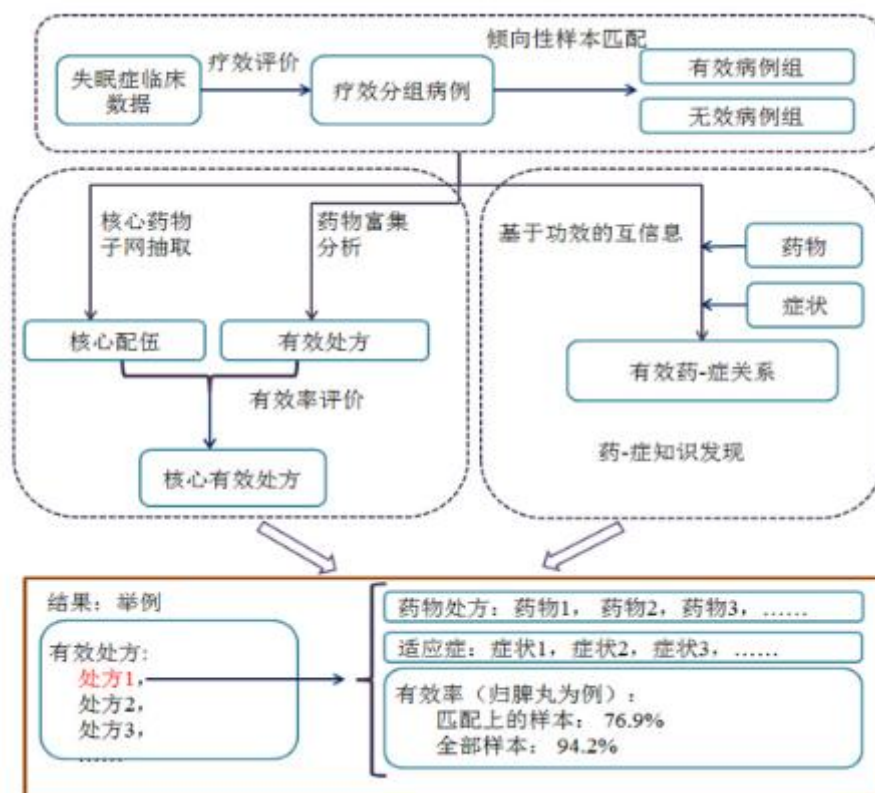 失眠症临床
数据
疗效评价
疗效分组病例
倾向性样本匹配
有效病例组
无效病例组
核心药物
子网抽取
药物富集
分析
基于功效的互信息
药物
症状
核心配伍
有效处方
有效药-症关系
有效率评价
核心有效处方
药-症知识发现
结果：举例
有效处方:
处方1，
处方2，
处方3，
……
药物处方：药物1， 药物2，药物3，……
适应症：症状1，症状2，症状3，……
有效率（归脾丸为例）：
匹配上的样本： 76.9%
全部样本： 94.2%